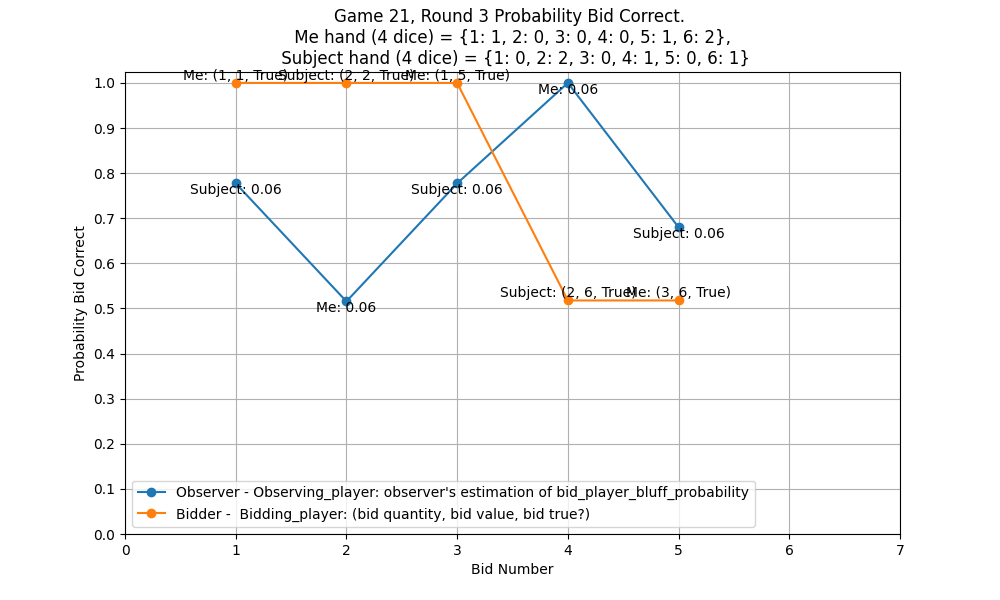 Game 21, Round 3 Probability Bid Correct.
Me hand (4 dice) = {1: 1, 2: 0, 3: 0, 4: 0, 5: 1, 6: 2},
Subject hand (4 dice) = {1: 0, 2: 2, 3: 0, 4: 1, 5: 0, 6: 1}
Me: (1, 1, True)
Subject: (2, 2, True)
Me: (1, 5, True)
Me: 0.06
Subject: 0.06
Subject: 0.06
Subject: 0.06
Subject: (2, 6, True)
Me: (3, 6, True)
Me: 0.06
Probability Bid Correct
1.0
0.9
0.8
0.7
0.6
0.5
0.4
0.3
0.2
0.1
0.0
Observer - Observing_player: observer's estimation of bid_player_bluff_probability
Bidder -  Bidding_player: (bid quantity, bid value, bid true?)
0 1 2 3 4 5 6 7
Bid Number